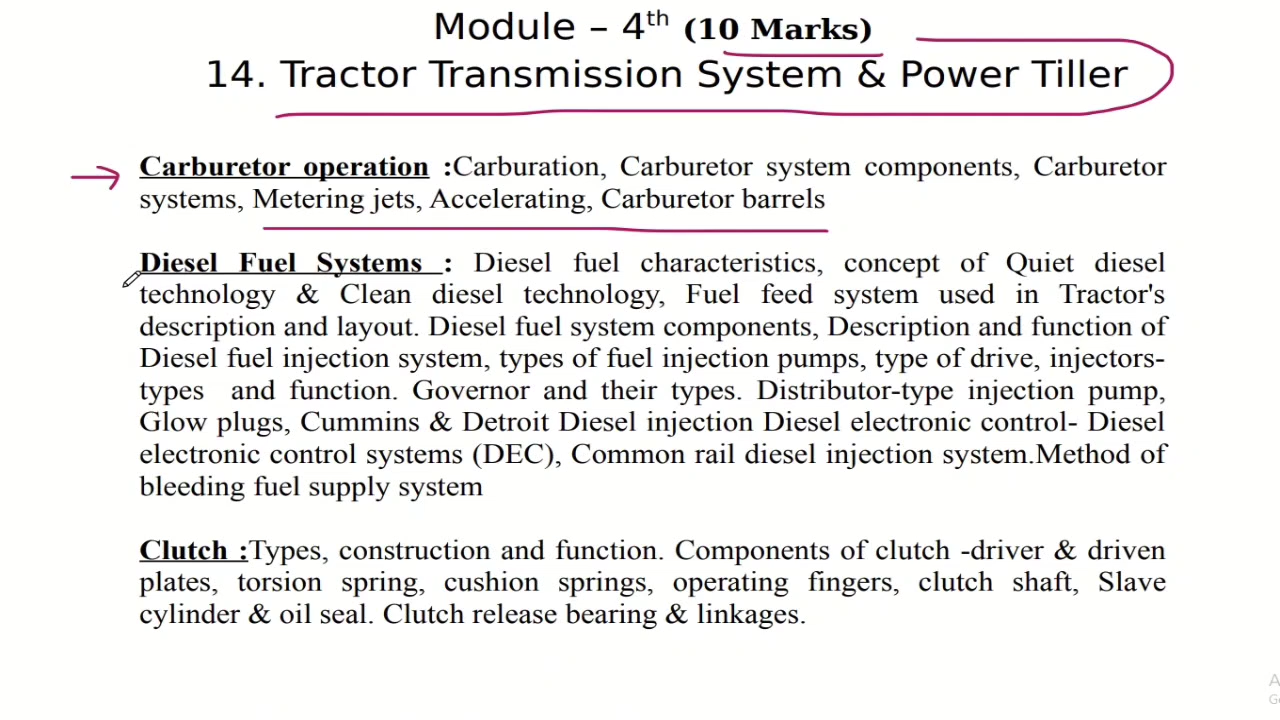 Module – 4th (10 Marks)
14. Tractor Transmission System & Power Tiller
Carburetor operation :Carburation, Carburetor system components, Carburetor
systems, Metering jets, Accelerating, Carburetor barrels
Diesel Fuel Systems : Diesel fuel characteristics, concept of Quiet diesel
technology & Clean diesel technology, Fuel feed system used in Tractor's
description and layout. Diesel fuel system components, Description and function of
Diesel fuel injection system, types of fuel injection pumps, type of drive, injectors-
types and function. Governor and their types. Distributor-type injection pump,
Glow plugs, Cummins & Detroit Diesel injection Diesel electronic control- Diesel
electronic control systems (DEC), Common rail diesel injection system.Method of
bleeding fuel supply system
Clutch :Types, construction and function. Components of clutch -driver & driven
plates, torsion spring, cushion springs, operating fingers, clutch shaft, Slave
cylinder & oil seal. Clutch release bearing & linkages.